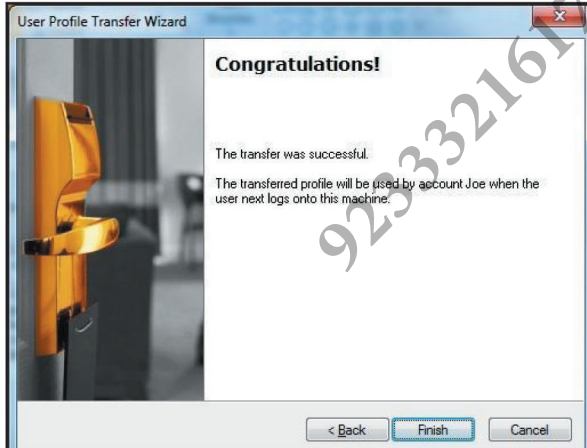 User Profile Transfer Wizard
Congratulations!
The transfer was successful.
The transferred profile will be used by account Joe when the
user next logs onto this machine.
< Back
Finish
Cancel